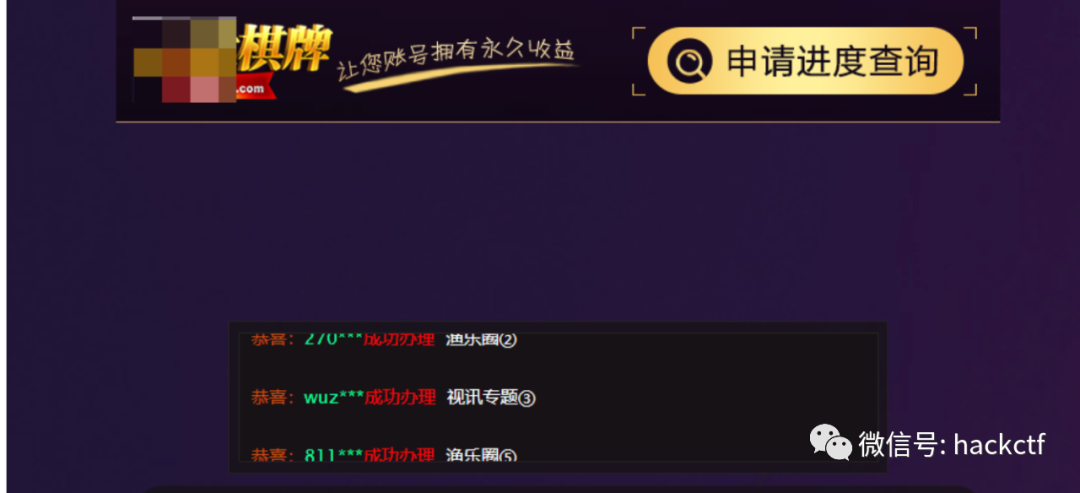 棋牌
.com
让您账号拥有永久收益
申请进度查询
恭喜：270***成功办理 渔乐圈②
恭喜：wuz***成功办理 视讯专题③
恭喜：811***成功办理 渔乐圈⑤
微信号: hackctf